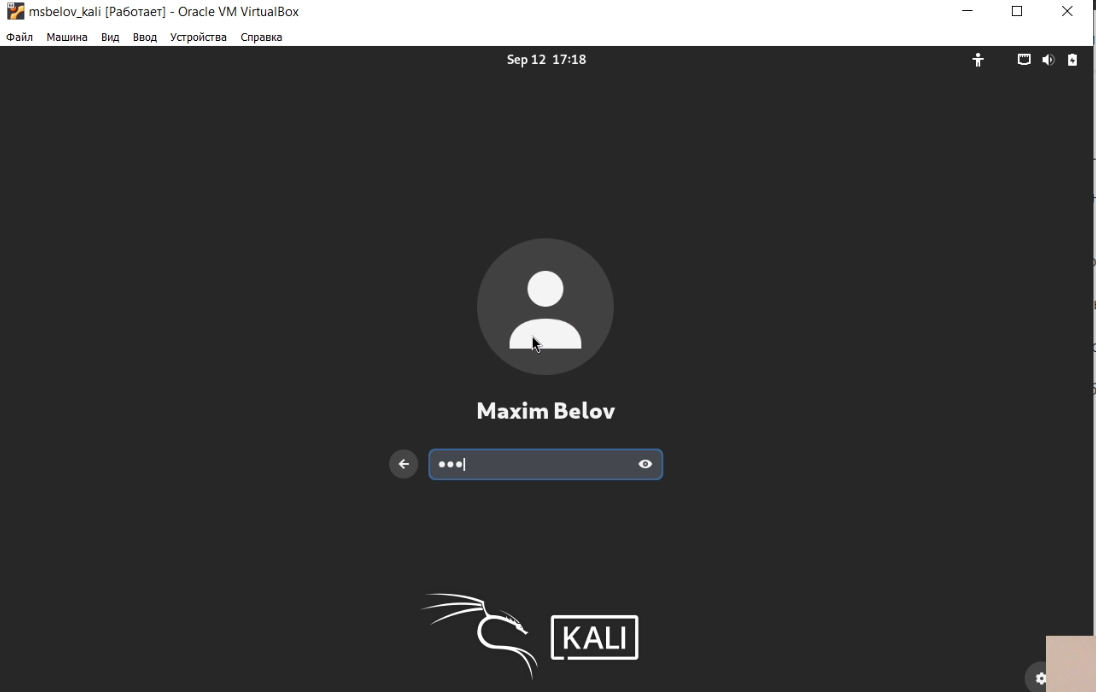 msbelov_kali [Работает] - Oracle VM VirtualBox
Файл Машина Вид Ввод Устройства Справка
Sep 12 17:18
Maxim Belov
KALI